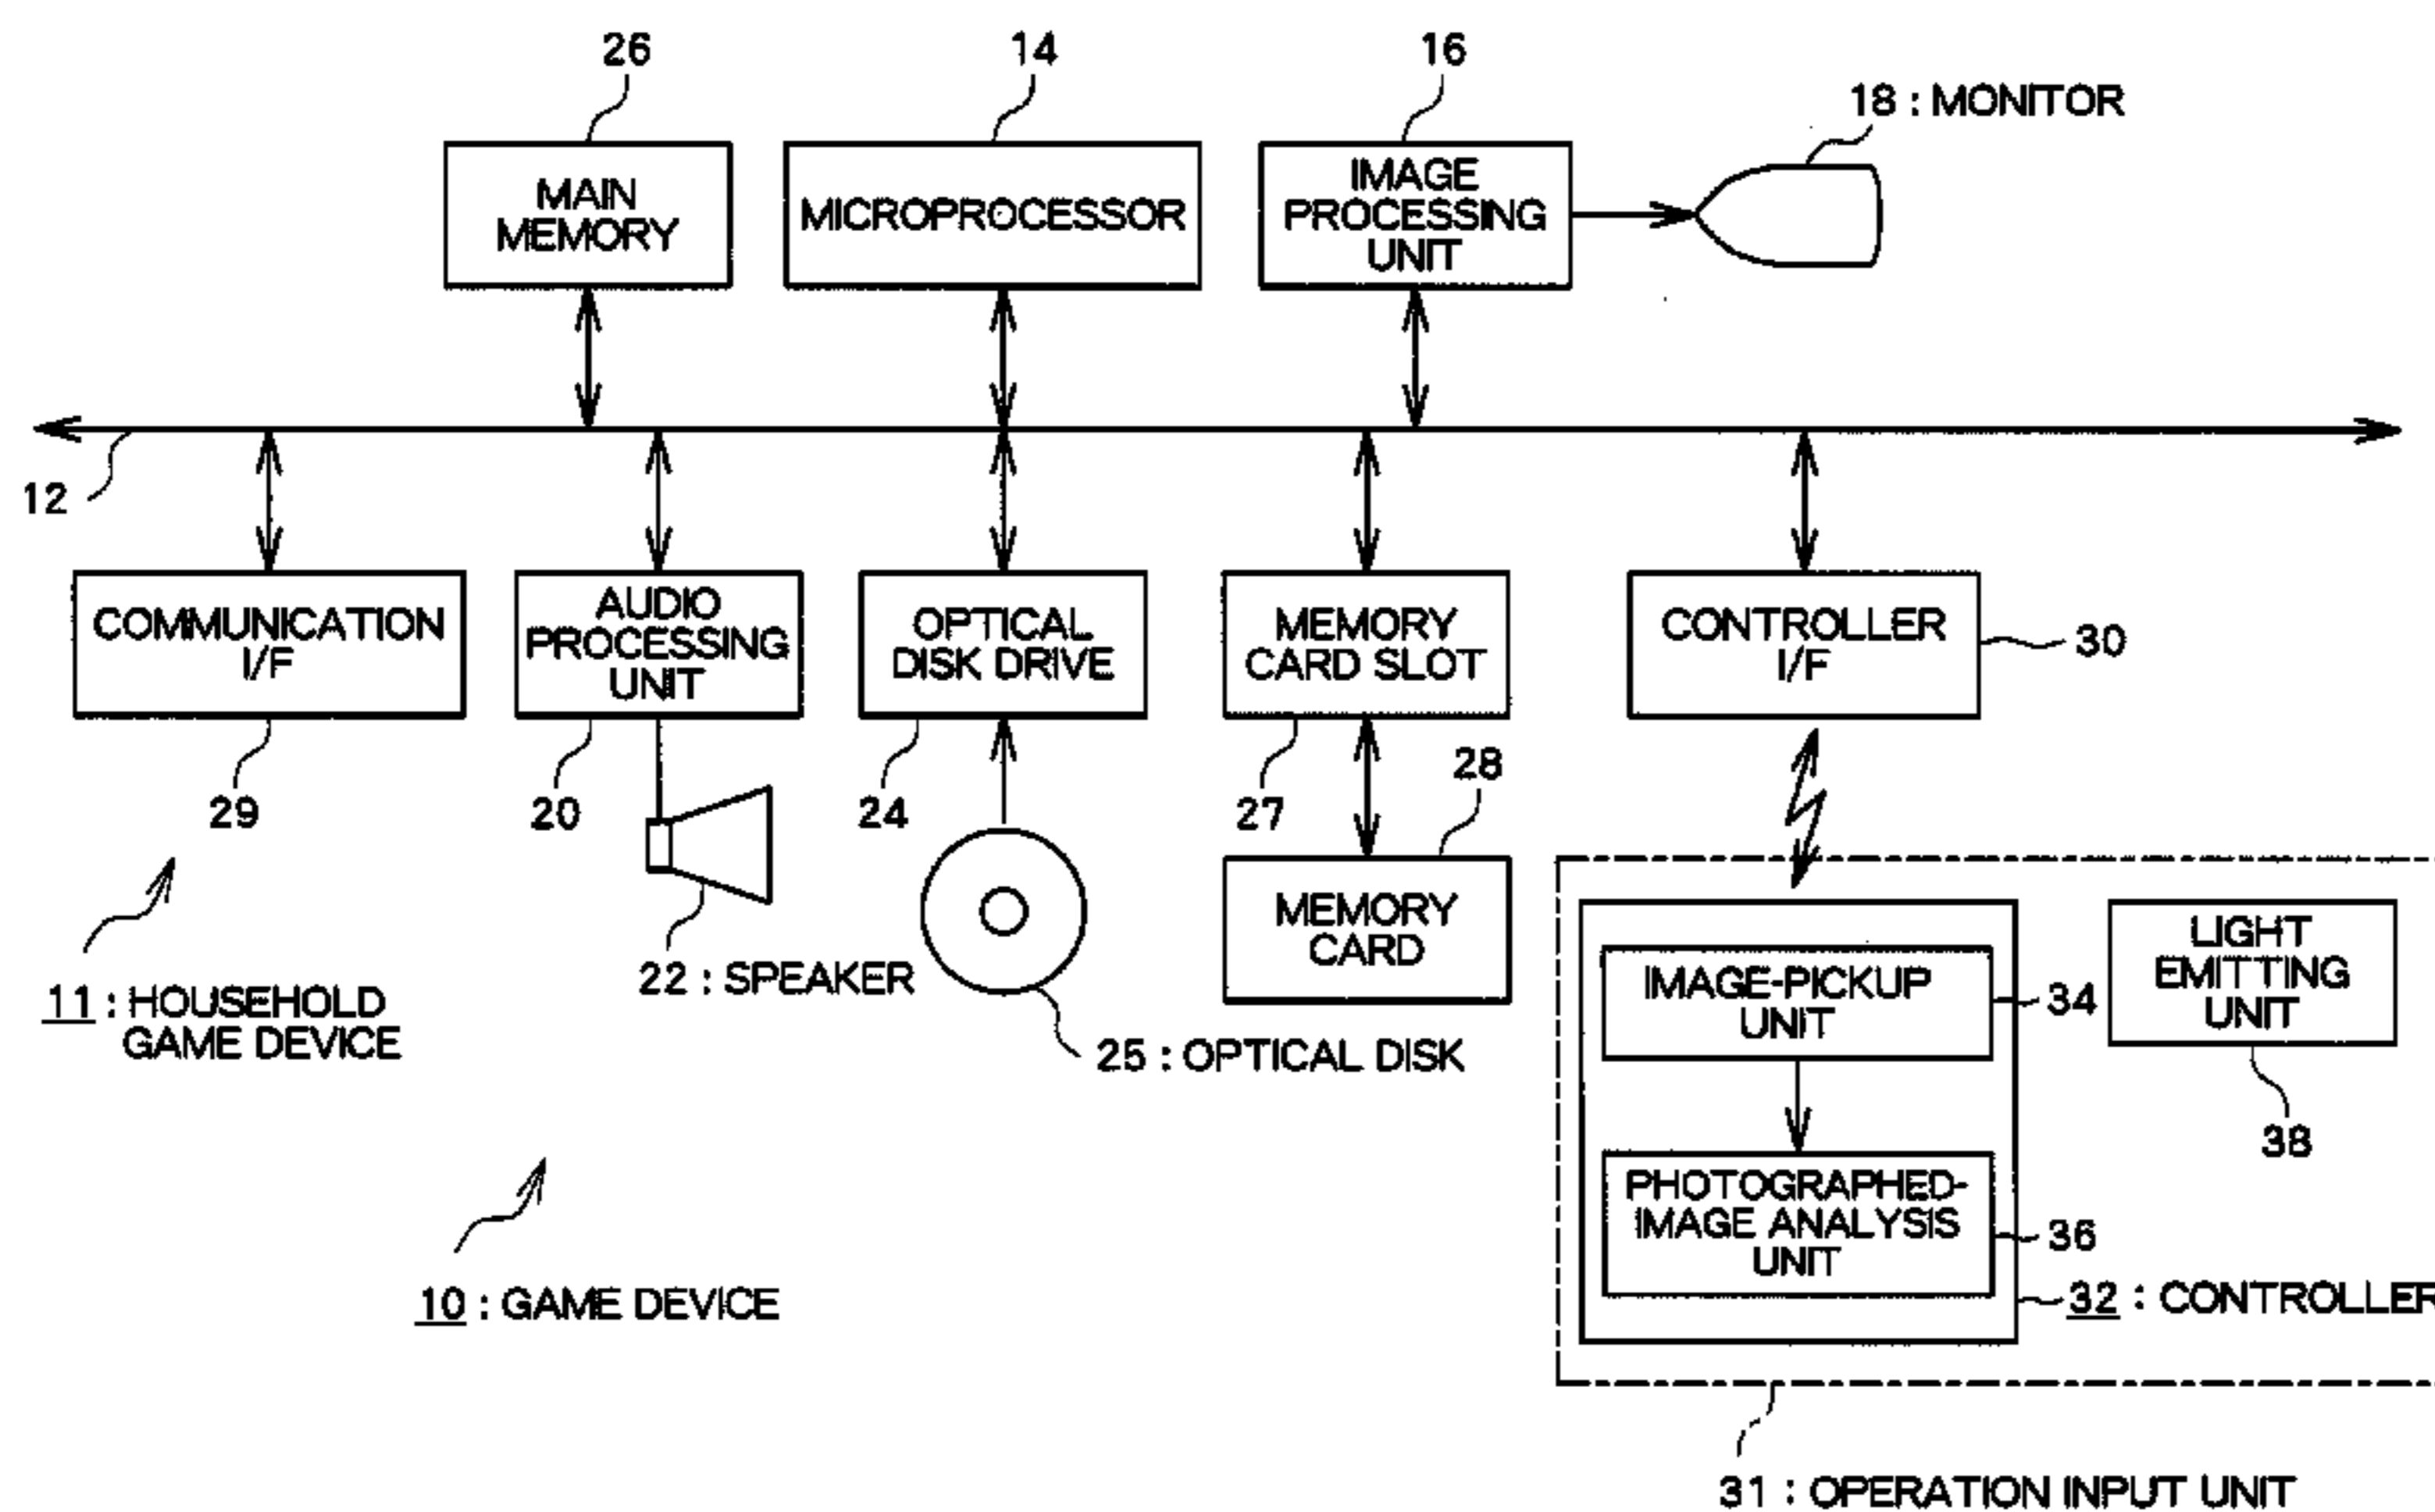 26
14
16
18 : MONITOR
MAIN
MEMORY
MICROPROCESSOR
IMAGE
PROCESSING
UNIT
12
COMMUNICATION
I/F
AUDIO
PROCESSING
UNIT
OPTICAL
DISK DRIVE
MEMORY
CARD SLOT
CONTROLLER
I/F
30
29
20
24
27
28
22 : SPEAKER
25 : OPTICAL DISK
MEMORY
CARD
11 : HOUSEHOLD
GAME DEVICE
10 : GAME DEVICE
IMAGE-PICKUP
UNIT
34
LIGHT
EMITTING
UNIT
38
PHOTOGRAPHED-
IMAGE ANALYSIS
UNIT
36
32 : CONTROLLER
31 : OPERATION INPUT UNIT